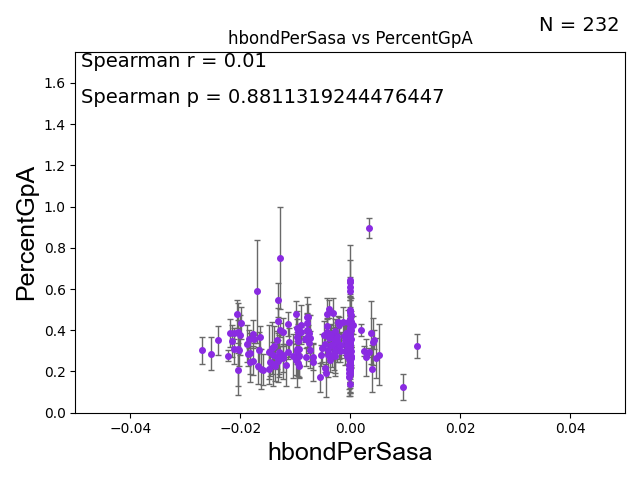 N = 232
hbondPerSasa vs PercentGpA
Spearman r = 0.01
Spearman p = 0.8811319244476447
PercentGpA
1.6
1.4
1.2
1.0
0.8
0.6
0.4
0.2
0.0
−0.04 −0.02 0.00 0.02 0.04
hbondPerSasa